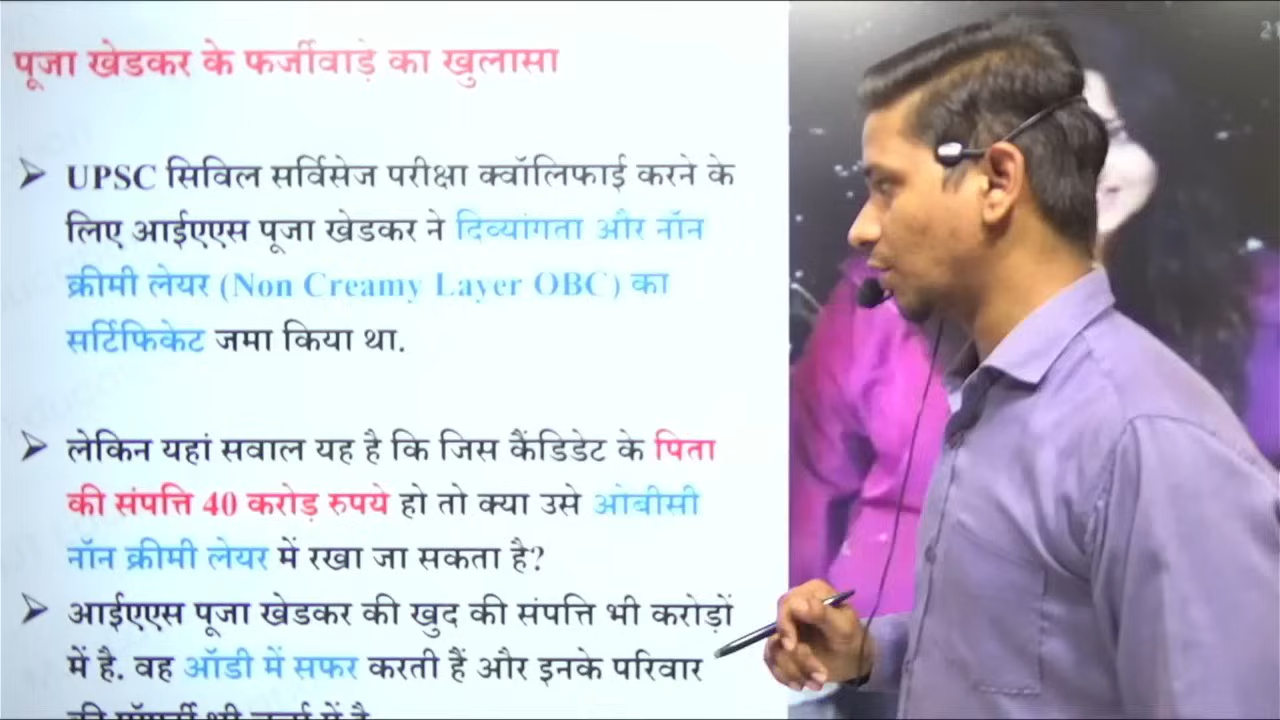 पूजा खेडकर के फर्जीवाड़े का खुलासा
➢ UPSC सिविल सर्विसेज परीक्षा क्वॉलिफाई करने के
लिए आईएएस पूजा खेडकर ने दिव्यांगता और नॉन
क्रीमी लेयर (Non Creamy Layer OBC) का
सर्टिफिकेट जमा किया था.
➢ लेकिन यहां सवाल यह है कि जिस कैंडिडेट के पिता
की संपत्ति 40 करोड़ रुपये हो तो क्या उसे ओबीसी
नॉन क्रीमी लेयर में रखा जा सकता है?
➢ आईएएस पूजा खेडकर की खुद की संपत्ति भी करोड़ों
में है. वह ऑडी में सफर करती हैं और इनके परिवार